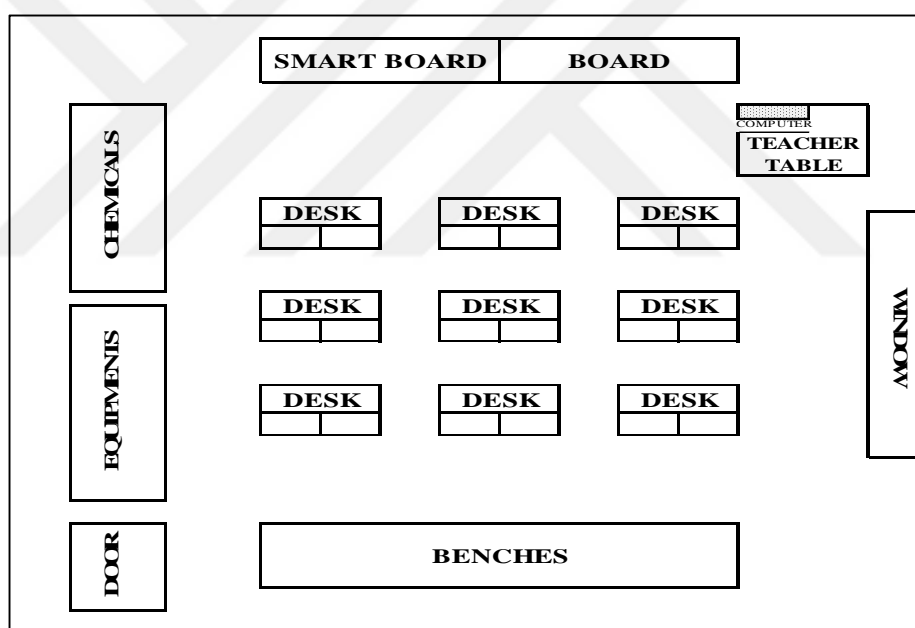 SMART BOARD
BOARD
COMPUTER
TEACHER
TABLE
CHEMICALS
DESK
DESK
DESK
WINDOW
DESK
DESK
DESK
EQUIPMENTS
DESK
DESK
DESK
DOOR
BENCHES